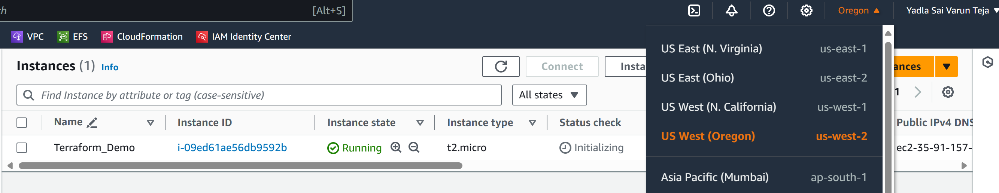 [Alt+S]
Oregon
Yadla Sai Varun Teja
VPC
EFS
CloudFormation
IAM Identity Center
US East (N. Virginia) us-east-1
US East (Ohio) us-east-2
US West (N. California) us-west-1
US West (Oregon) us-west-2
Asia Pacific (Mumbai) ap-south-1
Instances (1) Info
Connect
Insta
ances
Find Instance by attribute or tag (case-sensitive)
All states
1
Name Instance ID Instance state Instance type Status check Public IPv4 DNS
Terraform_Demo i-09ed61ae56db9592b Running t2.micro Initializing ec2-35-91-157-